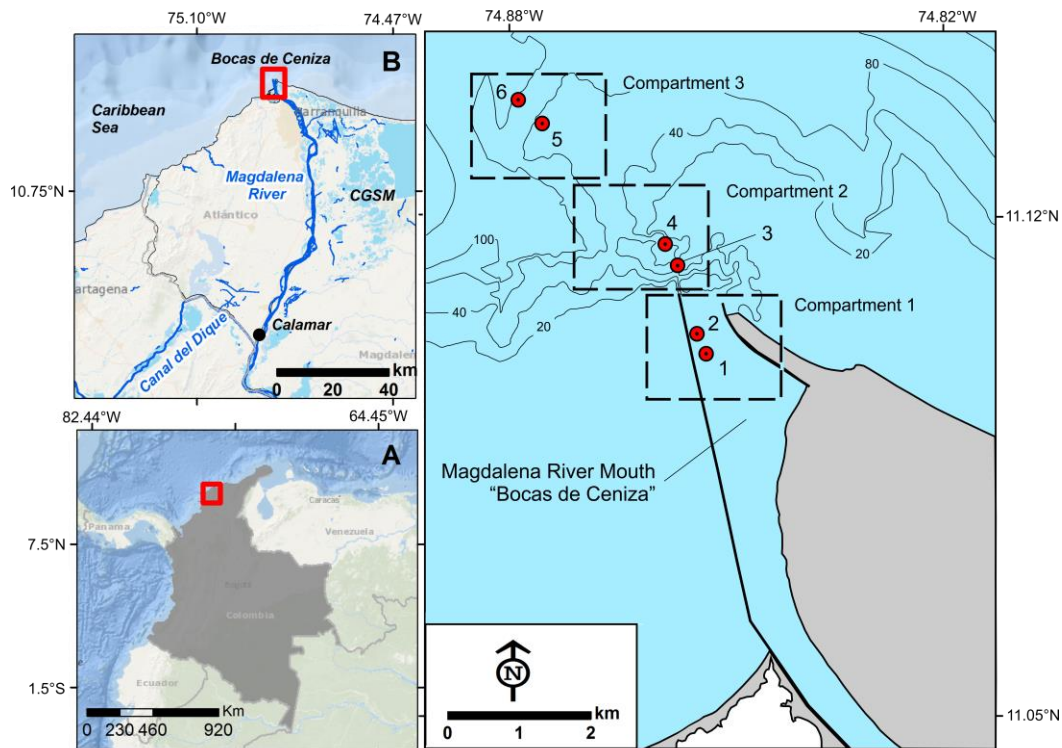 75.10°W
74.47°W
B
Bocas de Ceniza
Caribbean
Sea
Barranquilla
Magdalena
River
10.75°N
CGSM
Atlántico
artagena
Calamar
Canal del Dique
Magdalen
km
0 20 40
82.44°W
64.45°W
A
Panama
Caracas
Venezuela
7.5°N
Bogotá
Colombia
Ecuador
1.5°S
Km
0 230 460 920
74.88°W
74.82°W
80
Compartment 3
6
5
40
20
Compartment 2
11.12°N
4
3
100
40
20
20
Compartment 1
2
1
Magdalena River Mouth
“Bocas de Ceniza”
N
km
0 1 2
11.05°N